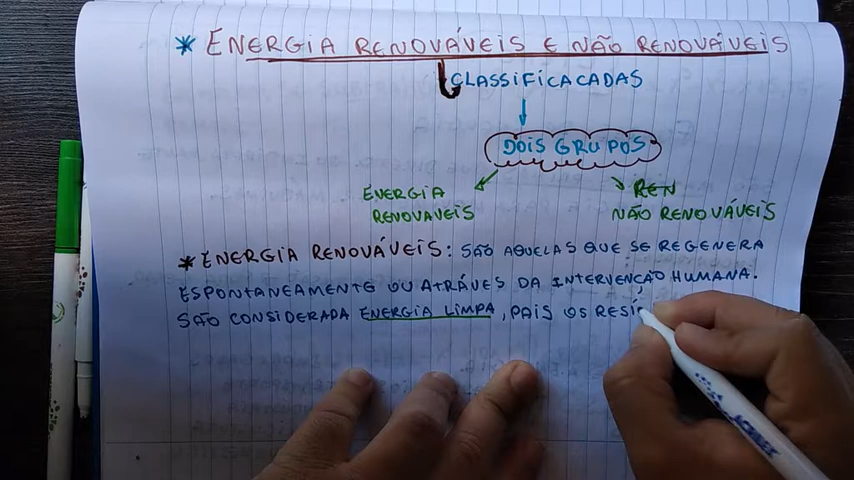 * ENERGIA RENOVÁVEIS E NÃO RENOVÁVEIS
CLASSIFICACADAS
DOIS GRUPOS
ENERGIA
RENOVAVEIS
REN
NÃO RENOVÁVEIS
* ENERGIA RENOVÁVEIS: SÃO AQUELAS QUE SE REGENERA
ESPONTANEAMENTE OU ATRÁVES DA INTERVENÇÃO HUMANA.
SÃO CONSIDERADA ENERGIA LIMPA, PAIS OS RESÍ